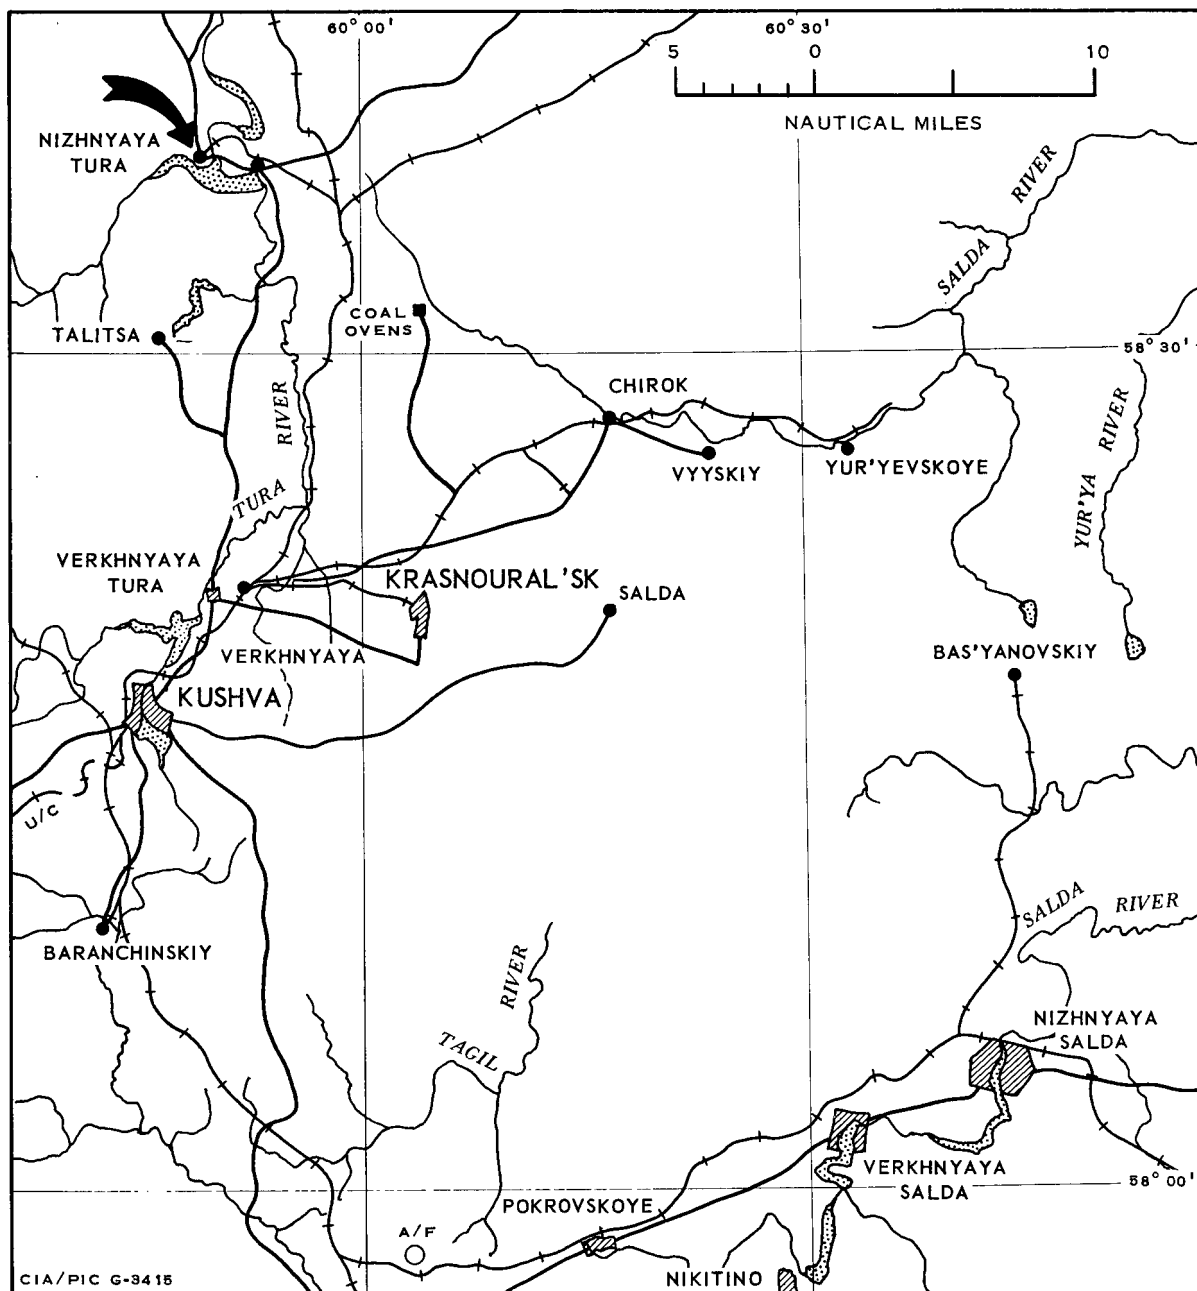 60° 00'
60° 30'
5 0 10
NAUTICAL MILES
NIZHNYAYA
TURA
RIVER
SALDA
TALITSA
COAL
OVENS
58° 30'
RIVER
CHIROK
VYYSKIY
YUR'YEVSKOYE
YUR'YA RIVER
TURA
VERKHNYAYA
TURA
KRASNOURAL'SK
SALDA
VERKHNYAYA
BAS'YANOVSKIY
KUSHVA
U/C
SALDA RIVER
BARANCHINSKIY
RIVER
TAGIL
NIZHNYAYA
SALDA
VERKHNYAYA
SALDA
58° 00'
POKROVSKOYE
A/F
NIKITINO
CIA/PIC G-3415